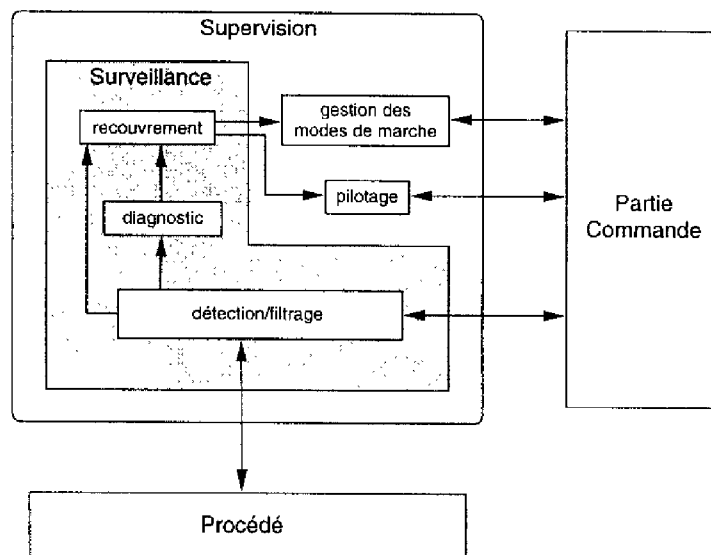 Supervision
Surveillance
recouvrement
gestion des
modes de marche
pilotage
diagnostic
Partie
Commande
détection/filtrage
Procédé